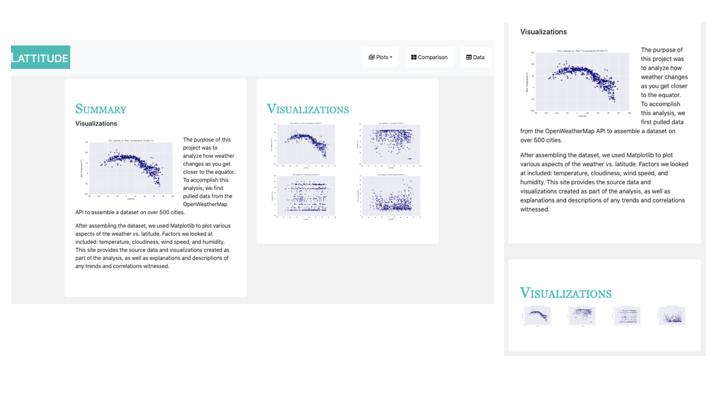 LATTITUDE
Plots
Comparison
Data
SUMMARY
Visualizations
The purpose of this
project was to
analyze how weather
changes as you get
closer to the equator.
To accomplish this
analysis, we first
pulled data from the
OpenWeatherMap
API to assemble a dataset on over 500 cities.
After assembling the dataset, we used Matplotlib to plot various
aspects of the weather vs. latitude. Factors we looked at
included: temperature, cloudiness, wind speed, and humidity.
This site provides the source data and visualizations created as
part of the analysis, as well as explanations and descriptions of
any trends and correlations witnessed.
VISUALIZATIONS
Visualizations
The purpose of
this project was
to analyze how
weather changes
as you get closer
to the equator.
To accomplish
this analysis, we
first pulled data
from the OpenWeatherMap API to assemble a dataset on
over 500 cities.
After assembling the dataset, we used Matplotlib to plot
various aspects of the weather vs. latitude. Factors we looked
at included: temperature, cloudiness, wind speed, and
humidity. This site provides the source data and
visualizations created as part of the analysis, as well as
explanations and descriptions of any trends and correlations
witnessed.
VISUALIZATIONS